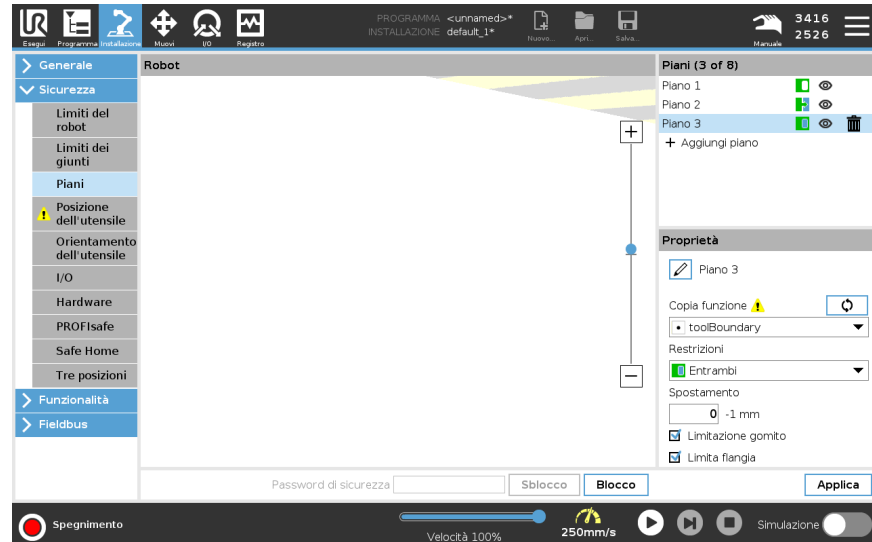 PROGRAMMA <unnamed>*
INSTALLAZIONE default_1*
Esegui Programma Installazione Muovi I/O Registro
Nuovo... Apri... Salva...
Manuale
3416
2526
Generale
Sicurezza
Limiti del
robot
Limiti dei
giunti
Piani
Posizione
dell'utensile
Orientamento
dell'utensile
I/O
Hardware
PROFIsafe
Safe Home
Tre posizioni
Funzionalità
Fieldbus
Robot
Piani (3 of 8)
Piano 1
Piano 2
Piano 3
+ Aggiungi piano
Proprietà
Piano 3
Copia funzione
toolBoundary
Restrizioni
Entrambi
Spostamento
0 -1 mm
Limitazione gomito
Limita flangia
Password di sicurezza Sblocco Blocco Applica
Spegnimento
Velocità 100%
250mm/s
Simulazione